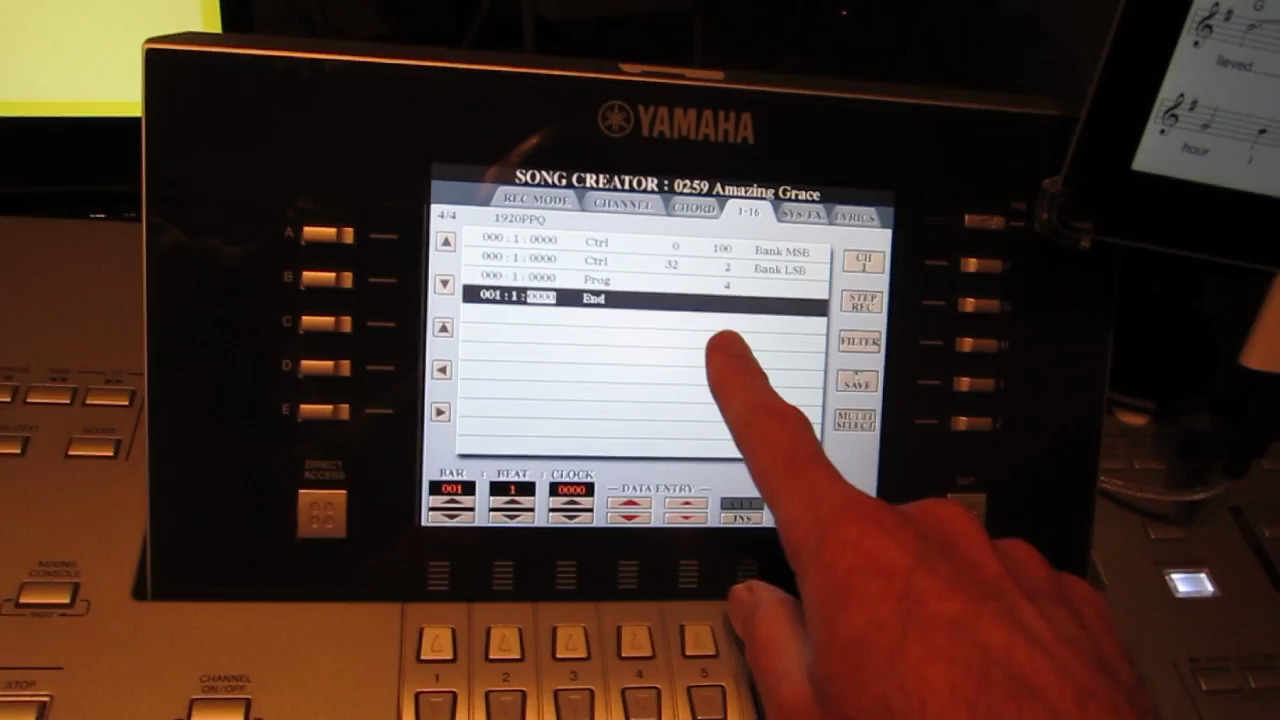 G
lieved
hour
YAMAHA
SONG CREATOR : 0259 Amazing Grace
REC MODE CHANNEL CHORD 1-16 SYS/EX. LYRICS
4/4 1920PPQ
000 : 1 : 0000 Ctrl 0 100 Bank MSB
000 : 1 : 0000 Ctrl 32 2 Bank LSB
000 : 1 : 0000 Prog 4
001 : 1 : 0000 End
CH 1
STEP REC
FILTER
SAVE
MULTI SELECT
A
B
C
D
E
BAR : BEAT : CLOCK
001 1 0000
DATA ENTRY
INS
DIRECT ACCESS
MIXING CONSOLE
PART
CHANNEL ON/OFF
STOP
1 2 3 4 5